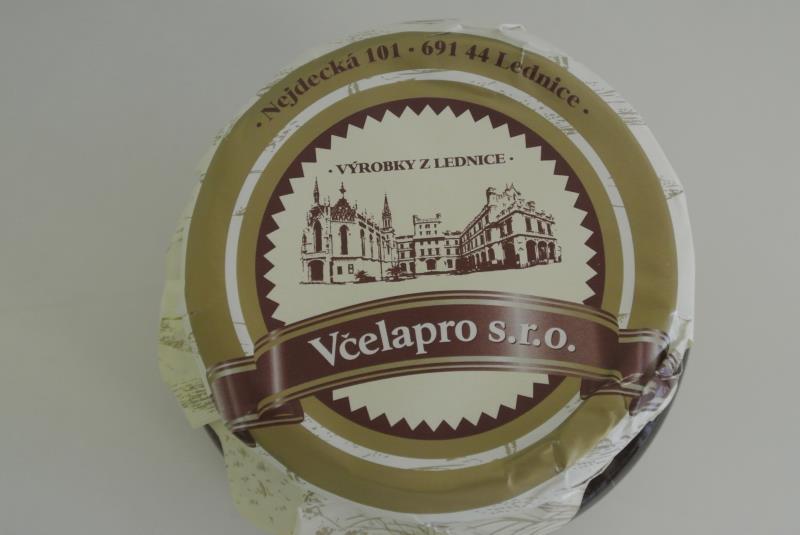 · Nejdecká 101 · 691 44 Lednice ·
· VÝROBKY Z LEDNICE ·
Včelapro s.r.o.